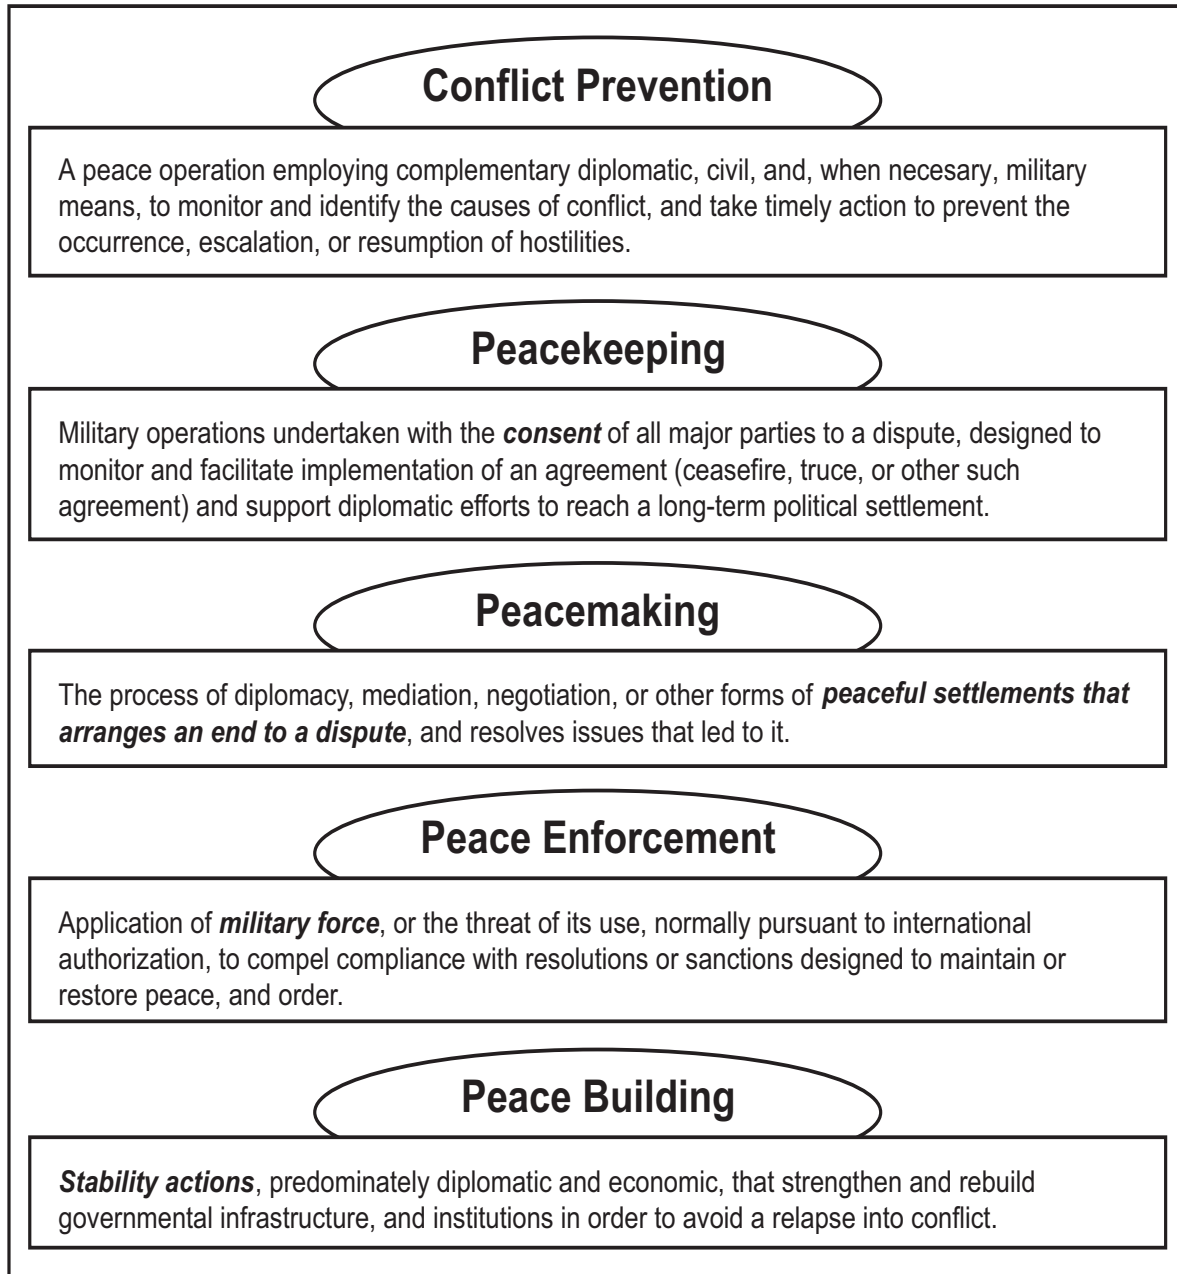 Conflict Prevention
A peace operation employing complementary diplomatic, civil, and, when necesary, military
means, to monitor and identify the causes of conflict, and take timely action to prevent the
occurrence, escalation, or resumption of hostilities.
Peacekeeping
Military operations undertaken with the consent of all major parties to a dispute, designed to
monitor and facilitate implementation of an agreement (ceasefire, truce, or other such
agreement) and support diplomatic efforts to reach a long-term political settlement.
Peacemaking
The process of diplomacy, mediation, negotiation, or other forms of peaceful settlements that
arranges an end to a dispute, and resolves issues that led to it.
Peace Enforcement
Application of military force, or the threat of its use, normally pursuant to international
authorization, to compel compliance with resolutions or sanctions designed to maintain or
restore peace, and order.
Peace Building
Stability actions, predominately diplomatic and economic, that strengthen and rebuild
governmental infrastructure, and institutions in order to avoid a relapse into conflict.